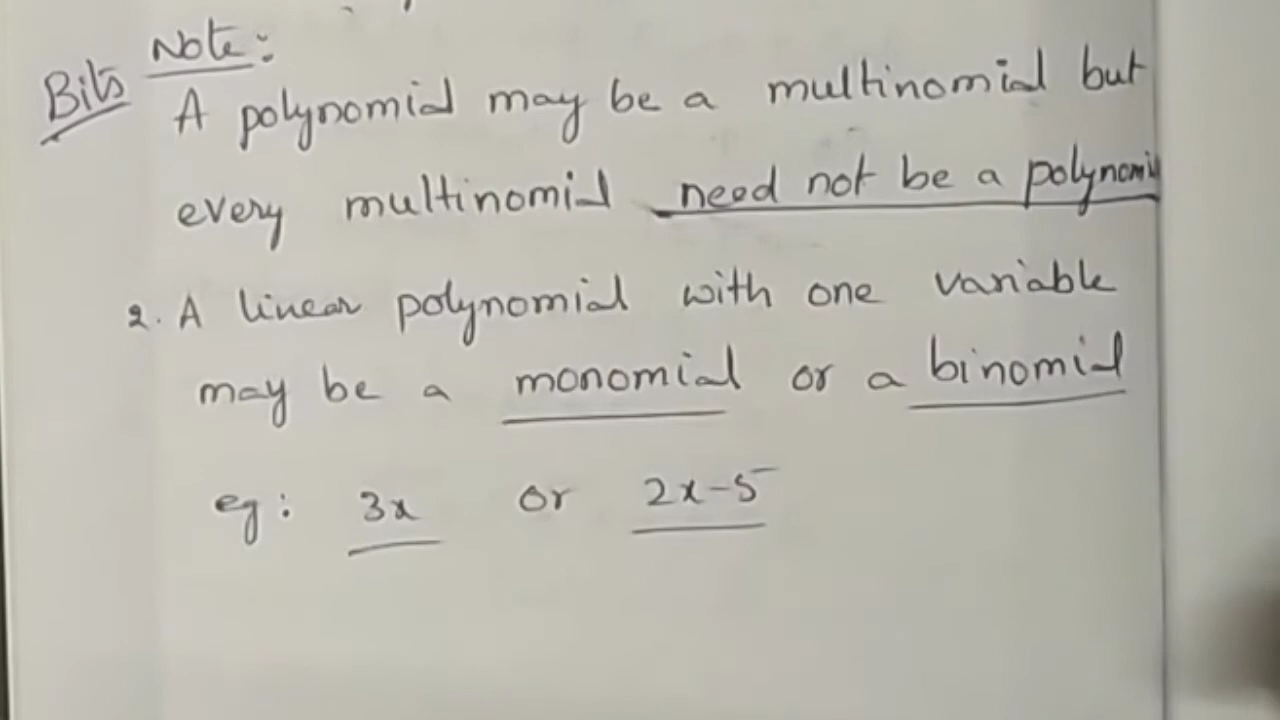 Note:
Bits
A polynomial may be a multinomial but
every multinomial need not be a polynomi
2. A linear polynomial with one variable
may be a monomial or a binomial
eg: 3x or 2x-5